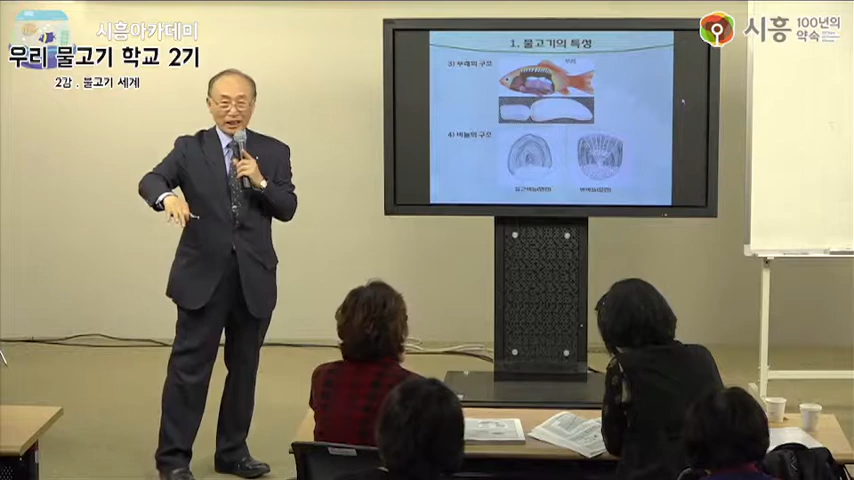 시흥아카데미
우리 물고기 학교 2기
2강. 물고기 세계
시흥 100년의 약속
1. 물고기의 특성
3) 부레의 구조
부레
4) 비늘의 구조